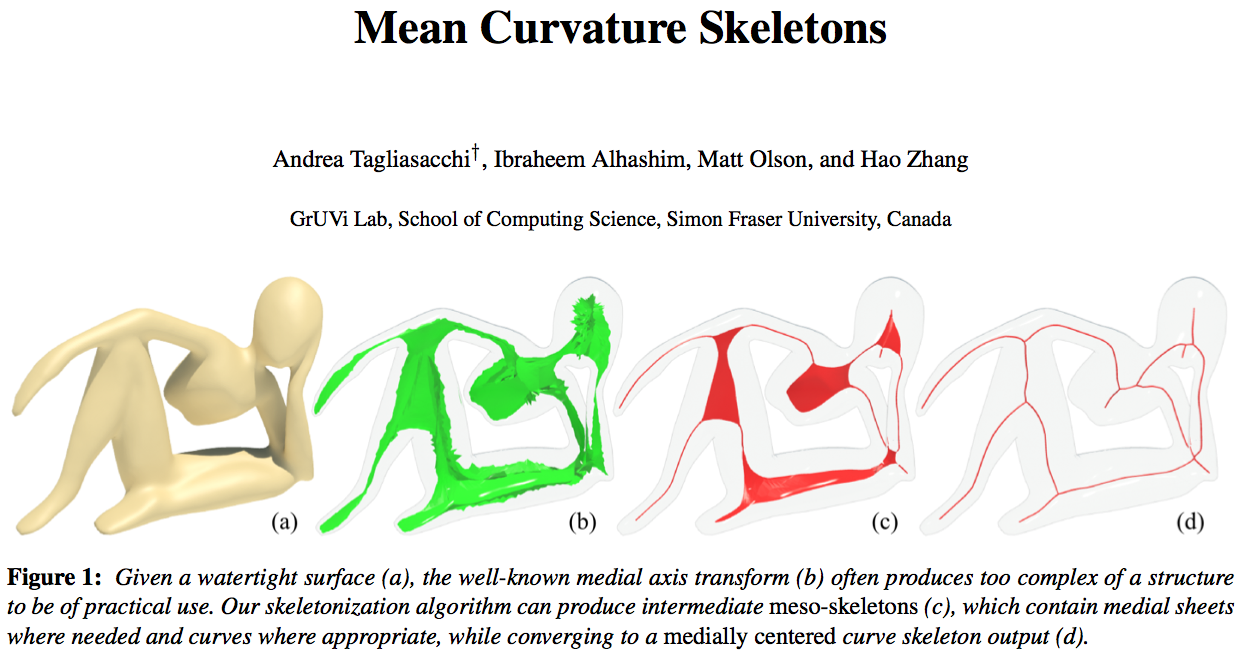 Mean Curvature Skeletons
Andrea Tagliasacchi†, Ibraheem Alhashim, Matt Olson, and Hao Zhang
GrUVi Lab, School of Computing Science, Simon Fraser University, Canada
(a) (b) (c) (d)
Figure 1: Given a watertight surface (a), the well-known medial axis transform (b) often produces too complex of a structure
to be of practical use. Our skeletonization algorithm can produce intermediate meso-skeletons (c), which contain medial sheets
where needed and curves where appropriate, while converging to a medially centered curve skeleton output (d).